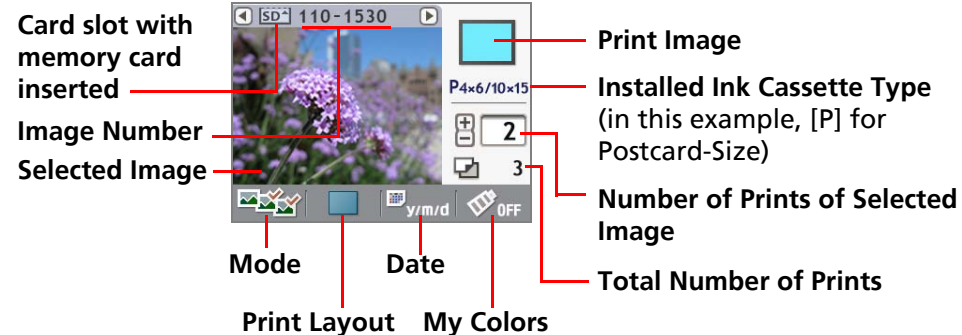 Card slot with
memory card
inserted
Image Number
Selected Image
SD 110-1530
P4×6/10×15
2
3
y/m/d
OFF
Print Image
Installed Ink Cassette Type
(in this example, [P] for
Postcard-Size)
Number of Prints of Selected
Image
Total Number of Prints
Mode
Date
Print Layout
My Colors